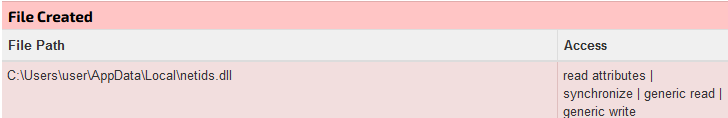 File Created
File Path Access
C:\Users\user\AppData\Local\netids.dll read attributes |
synchronize | generic read |
generic write